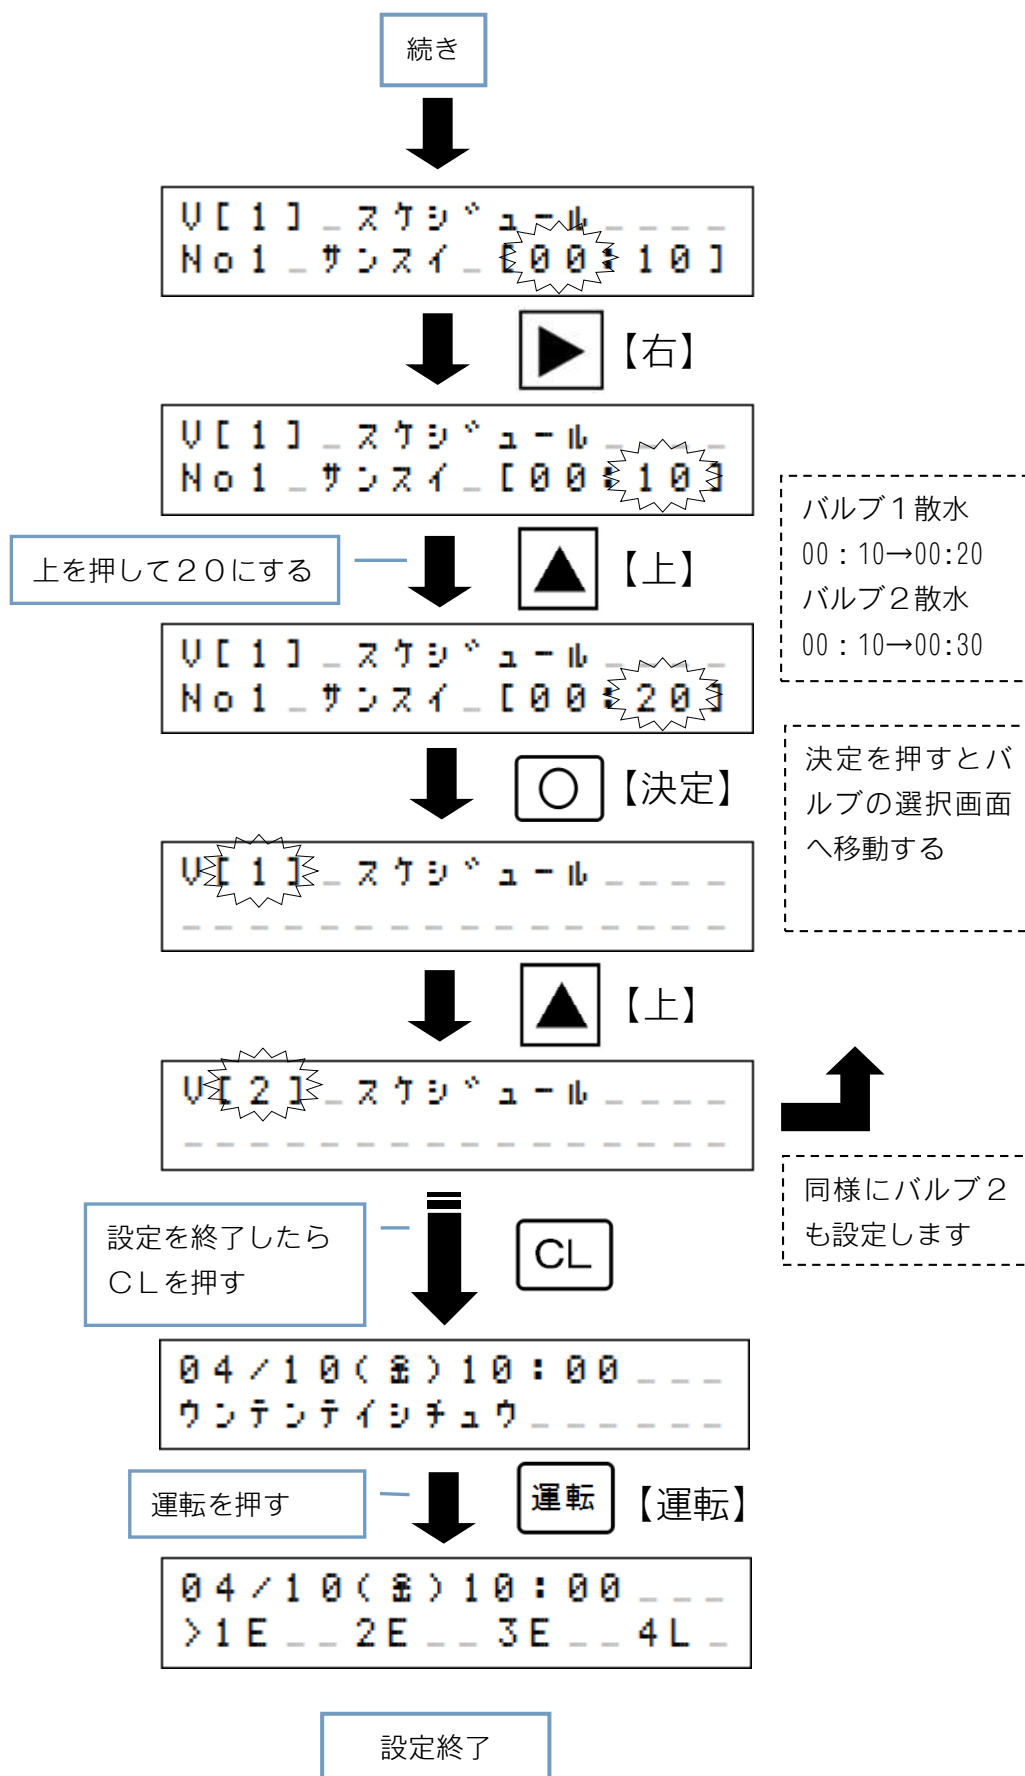 続き
V[1]_スケジュール____
No1_サンスイ_[00:10]
【右】
V[1]_スケジュール____
No1_サンスイ_[00:10]
上を押して２０にする
【上】
バルブ１散水
00：10→00:20
バルブ２散水
00：10→00:30
V[1]_スケジュール____
No1_サンスイ_[00:20]
【決定】
決定を押すとバ
ルブの選択画面
へ移動する
V[1]_スケジュール____
________________
【上】
V[2]_スケジュール____
________________
同様にバルブ２
も設定します
設定を終了したら
ＣＬを押す
CL
04/10(金)10:00___
ウンテンテイシチュウ______
運転を押す
運転
【運転】
04/10(金)10:00___
>1E__2E__3E__4L_
設定終了